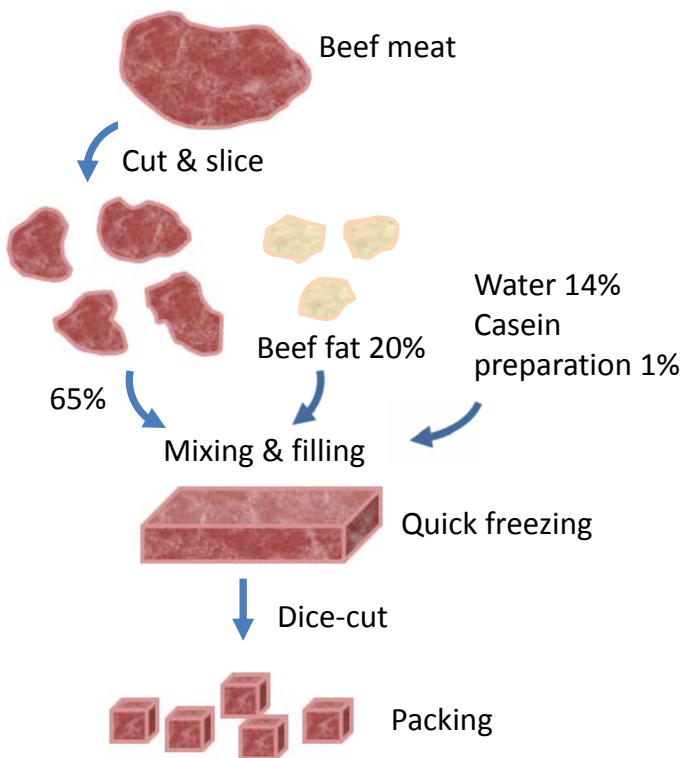 Beef meat
Cut & slice
Water 14%
Casein
preparation 1%
Beef fat 20%
65%
Mixing & filling
Quick freezing
Dice-cut
Packing